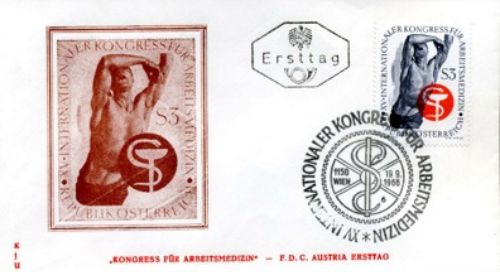 XV·INTERNATIONALER KONGRESS FÜR ARBEITSMEDIZIN·
S3
REPUBLIK ÖSTERREICH
Ersttag
XV·INTERNATIONALER KONGRESS FÜR ARBEITSMEDIZIN·
S3
REPUBLIK ÖSTERREICH
XV INTERNATIONALER KONGRESS FÜR ARBEITSMEDIZIN
1150
WIEN
19.9.
1966
KJU
„KONGRESS FÜR ARBEITSMEDIZIN" — F.D.C. AUSTRIA ERSTTAG